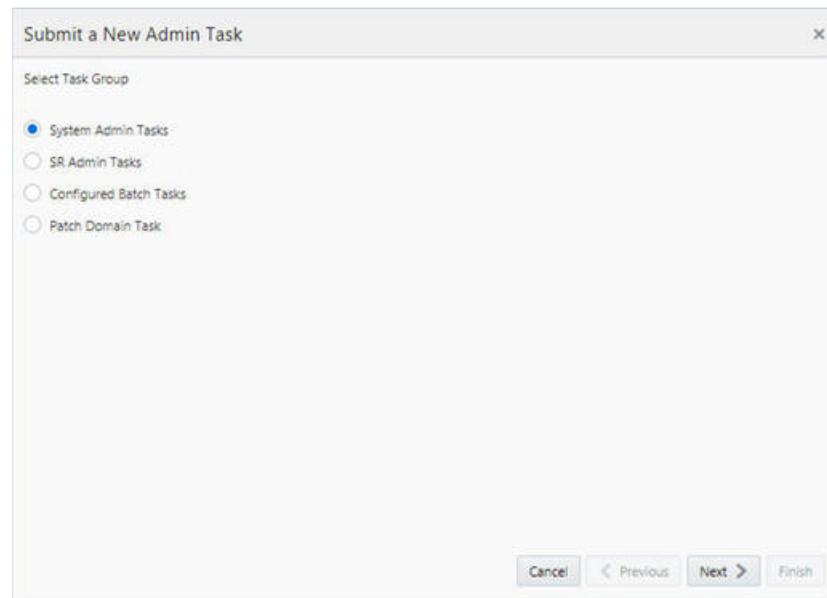 Submit a New Admin Task
Select Task Group
System Admin Tasks
SR Admin Tasks
Configured Batch Tasks
Patch Domain Task
Cancel Previous Next Finish